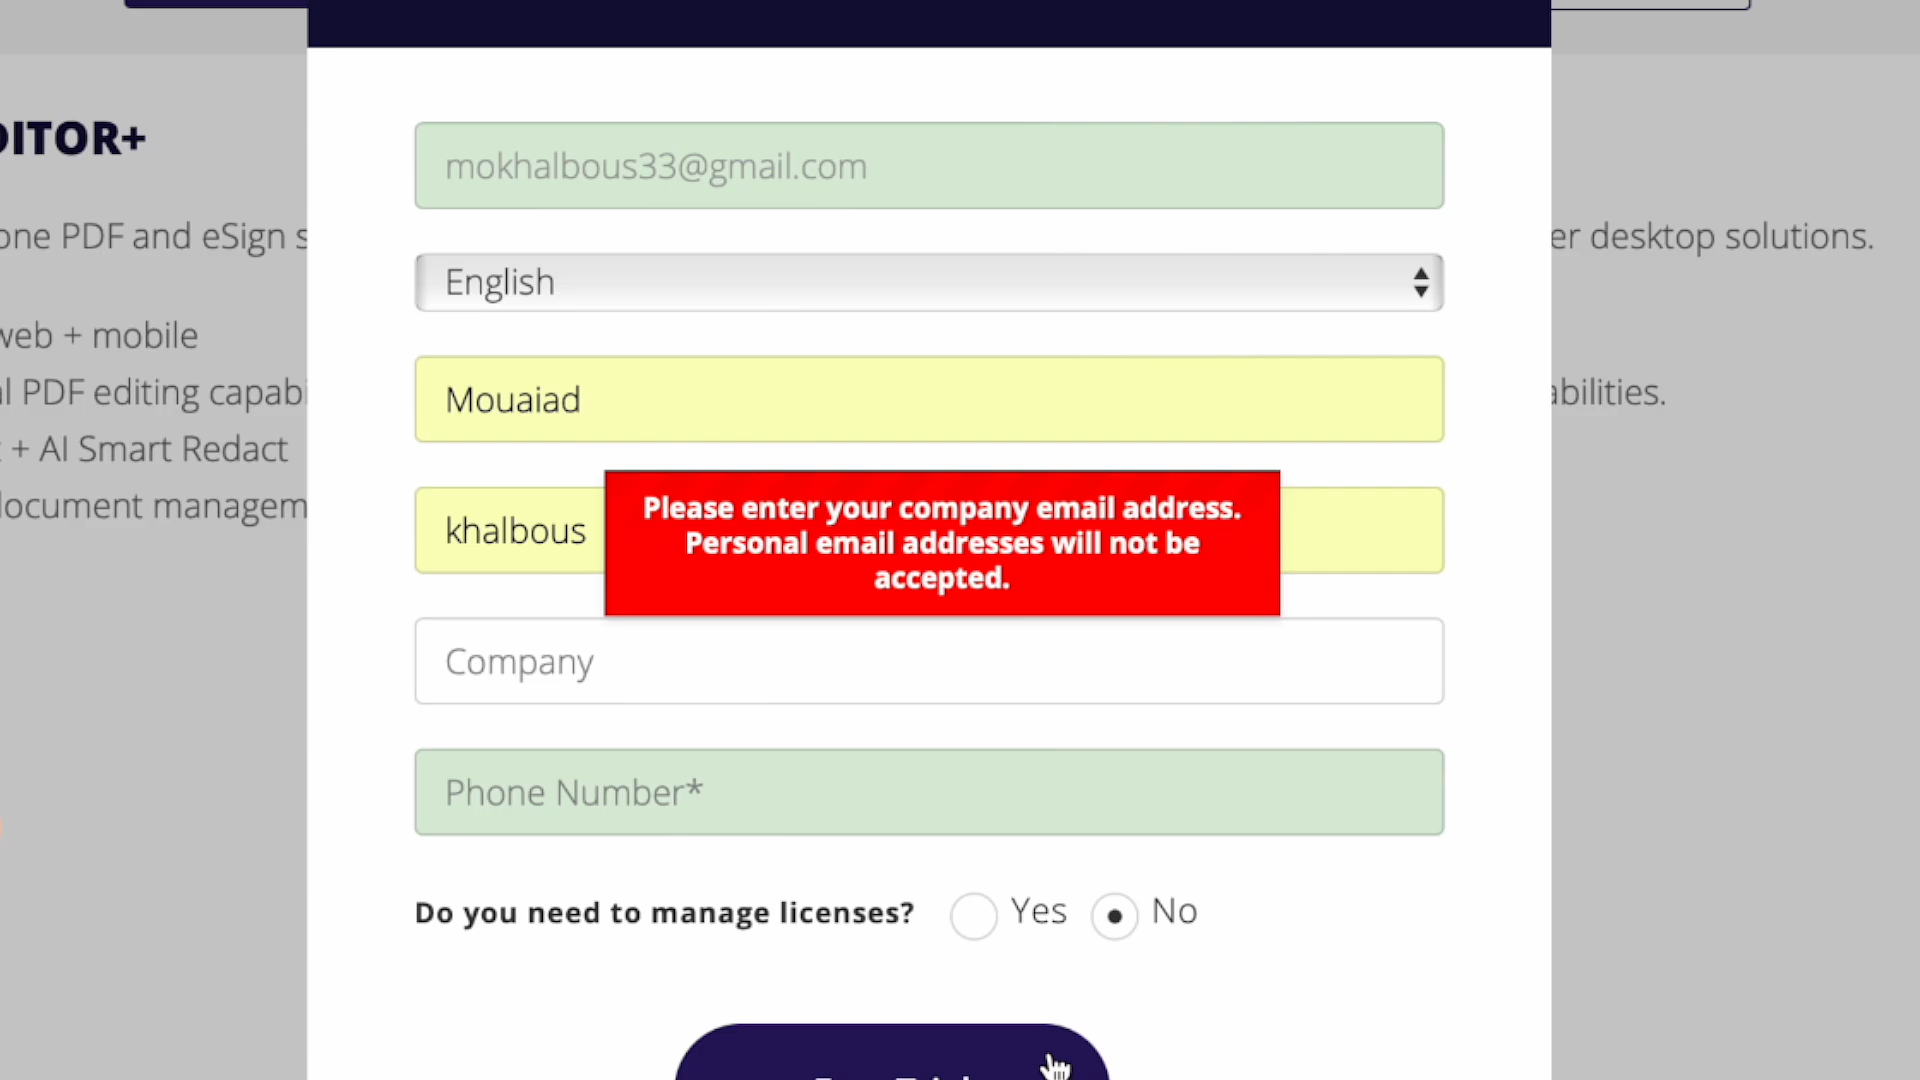 DITOR+
one PDF and eSign s
er desktop solutions.
web + mobile
l PDF editing capabi
abilities.
t + AI Smart Redact
document managem
mokhalbous33@gmail.com
English
Mouaiad
khalbous
Please enter your company email address.
Personal email addresses will not be
accepted.
Company
Phone Number*
Do you need to manage licenses?
Yes
No